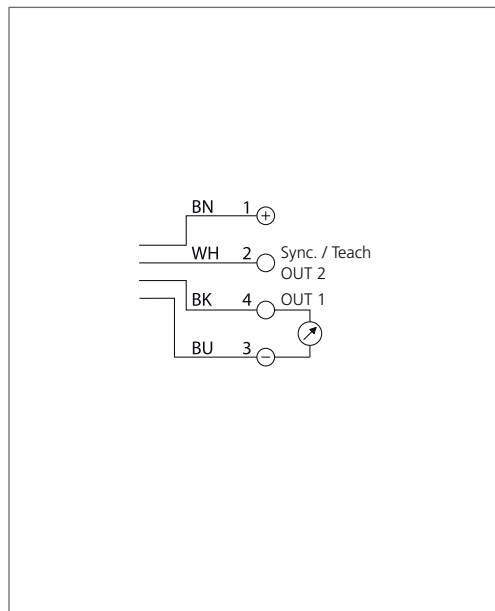 BN 1 +
WH 2 Sync. / Teach
OUT 2
BK 4 OUT 1
BU 3 −